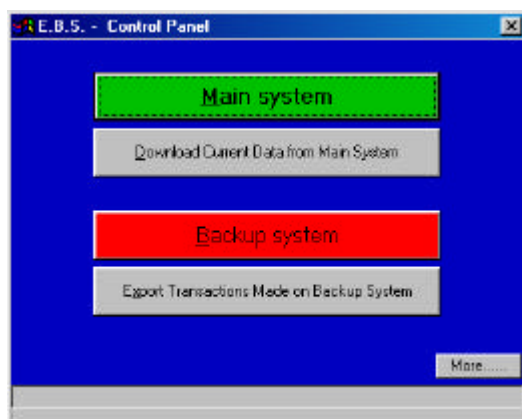 E.B.S. - Control Panel
Main system
Download Current Data from Main System
Backup system
Export Transactions Made on Backup System
More......